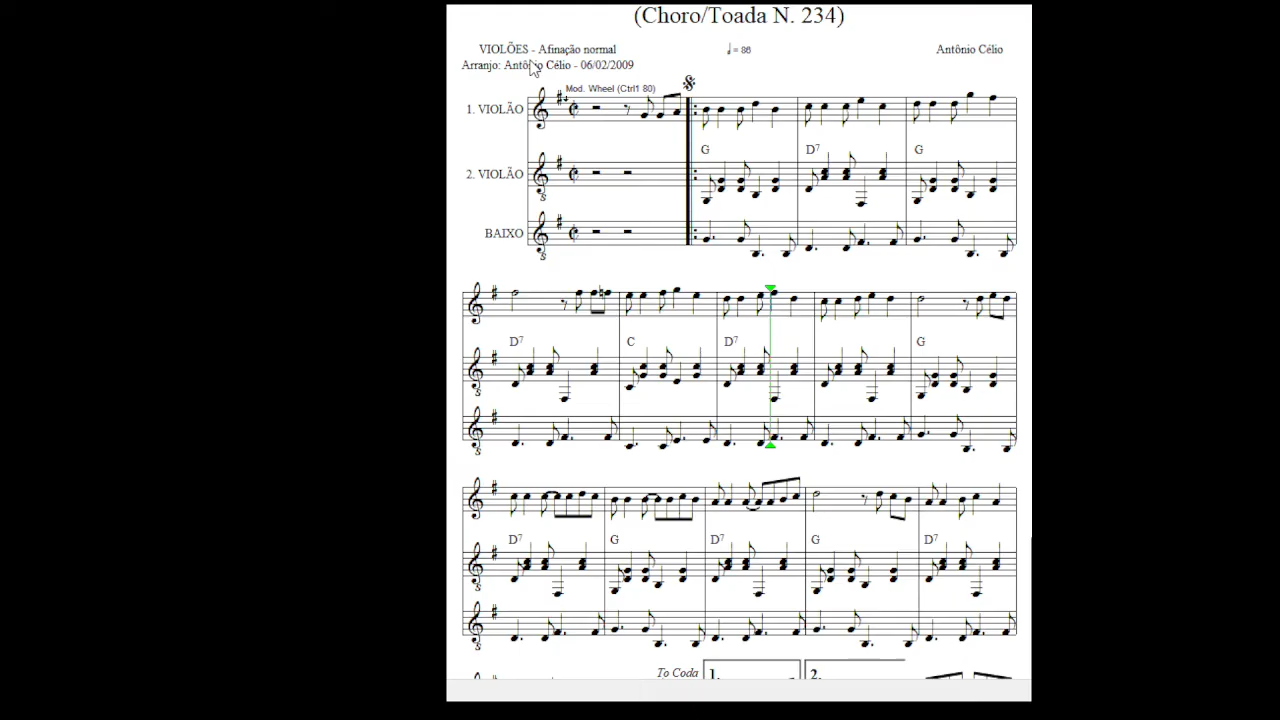 (Choro/Toada N. 234)
VIOLÕES - Afinação normal
= 86
Antônio Célio
Arranjo: Antônio Célio - 06/02/2009
Mod. Wheel (Ctrl1 80)
1. VIOLÃO
G D7 G
2. VIOLÃO
BAIXO
D7 C D7 G
D7 G D7 G D7
To Coda 1. 2.